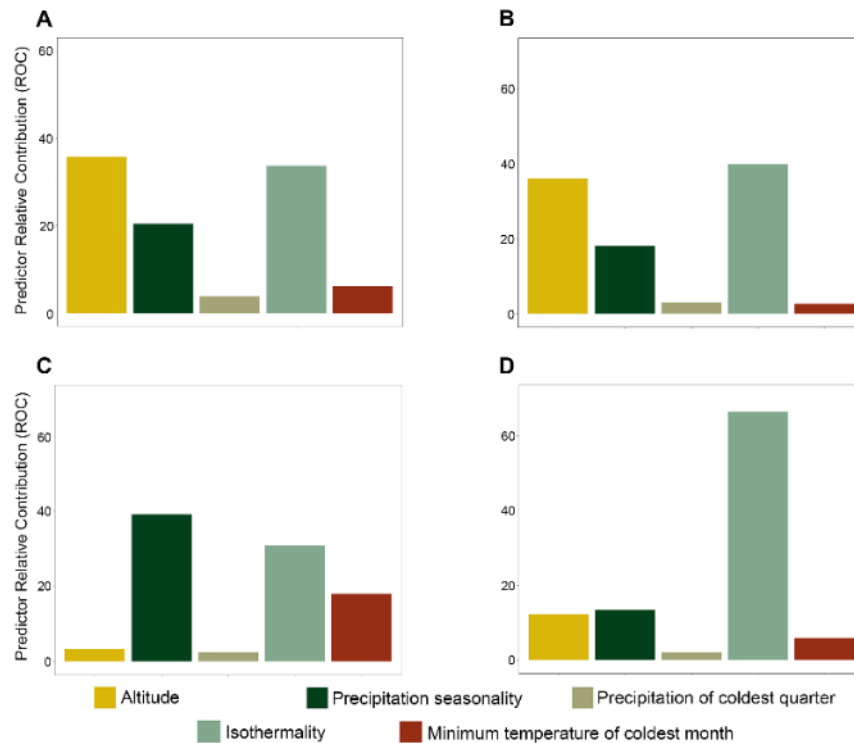 A
B
Predictor Relative Contribution (ROC)
60
40
20
0
60
40
20
0
C
D
Predictor Relative Contribution (ROC)
60
40
20
0
60
40
20
0
Altitude
Precipitation seasonality
Precipitation of coldest quarter
Isothermality
Minimum temperature of coldest month